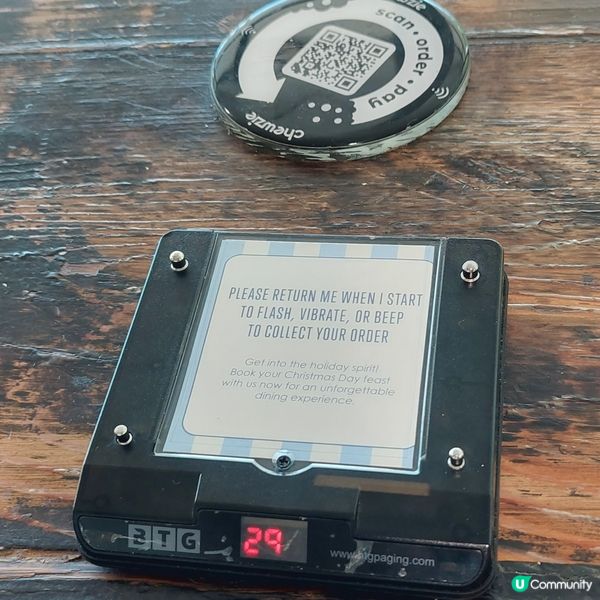 scan • order • pay
chewzie
PLEASE RETURN ME WHEN I START
TO FLASH, VIBRATE, OR BEEP
TO COLLECT YOUR ORDER
Get into the holiday spirit!
Book your Christmas Day feast
with us now for an unforgettable
dining experience.
29
www.btgpaging.com
U Community